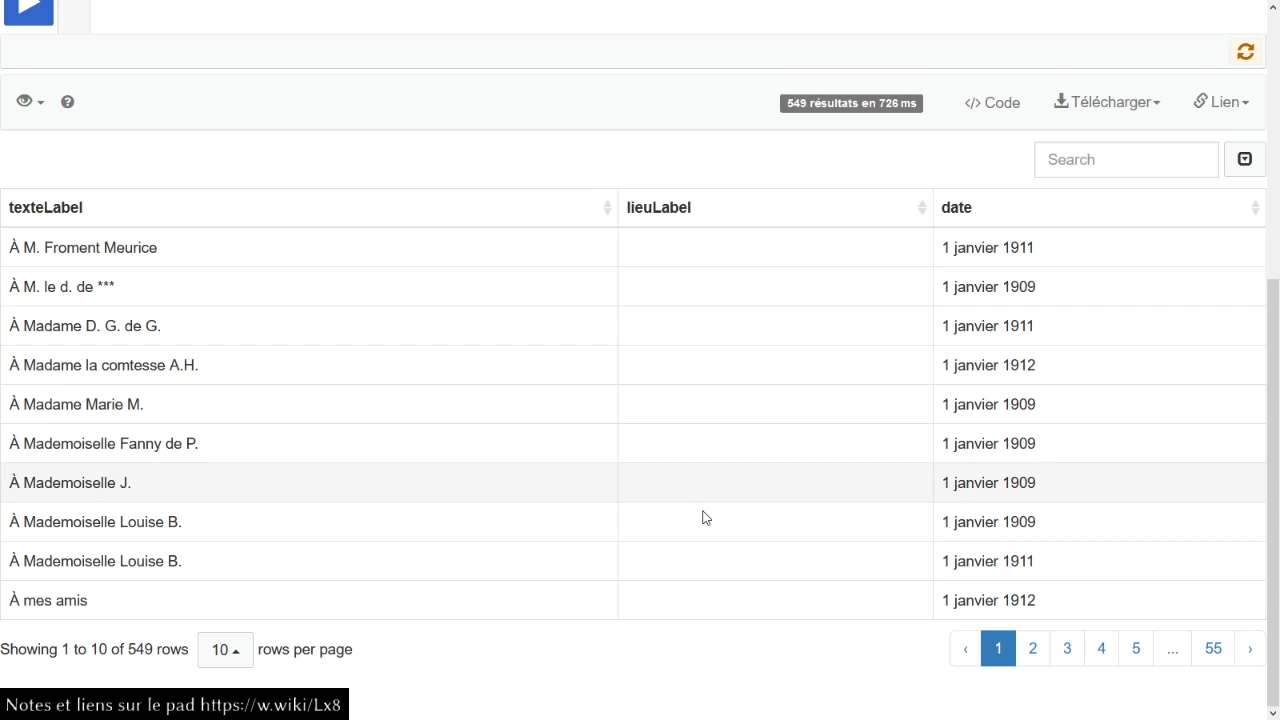 549 résultats en 726 ms </> Code Télécharger Lien
Search
texteLabel lieuLabel date
À M. Froment Meurice 1 janvier 1911
À M. le d. de *** 1 janvier 1909
À Madame D. G. de G. 1 janvier 1911
À Madame la comtesse A.H. 1 janvier 1912
À Madame Marie M. 1 janvier 1909
À Mademoiselle Fanny de P. 1 janvier 1909
À Mademoiselle J. 1 janvier 1909
À Mademoiselle Louise B. 1 janvier 1909
À Mademoiselle Louise B. 1 janvier 1911
À mes amis 1 janvier 1912
Showing 1 to 10 of 549 rows 10 rows per page ‹ 1 2 3 4 5 ... 55 ›
Notes et liens sur le pad https://w.wiki/Lx8